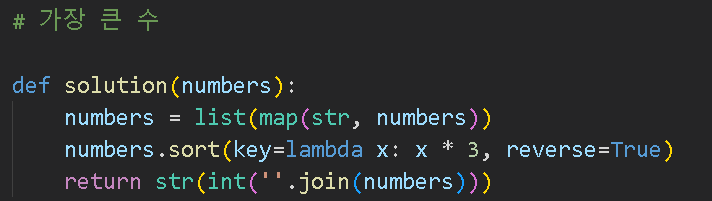 # 가장 큰 수
def solution(numbers):
    numbers = list(map(str, numbers))
    numbers.sort(key=lambda x: x * 3, reverse=True)
    return str(int(''.join(numbers)))